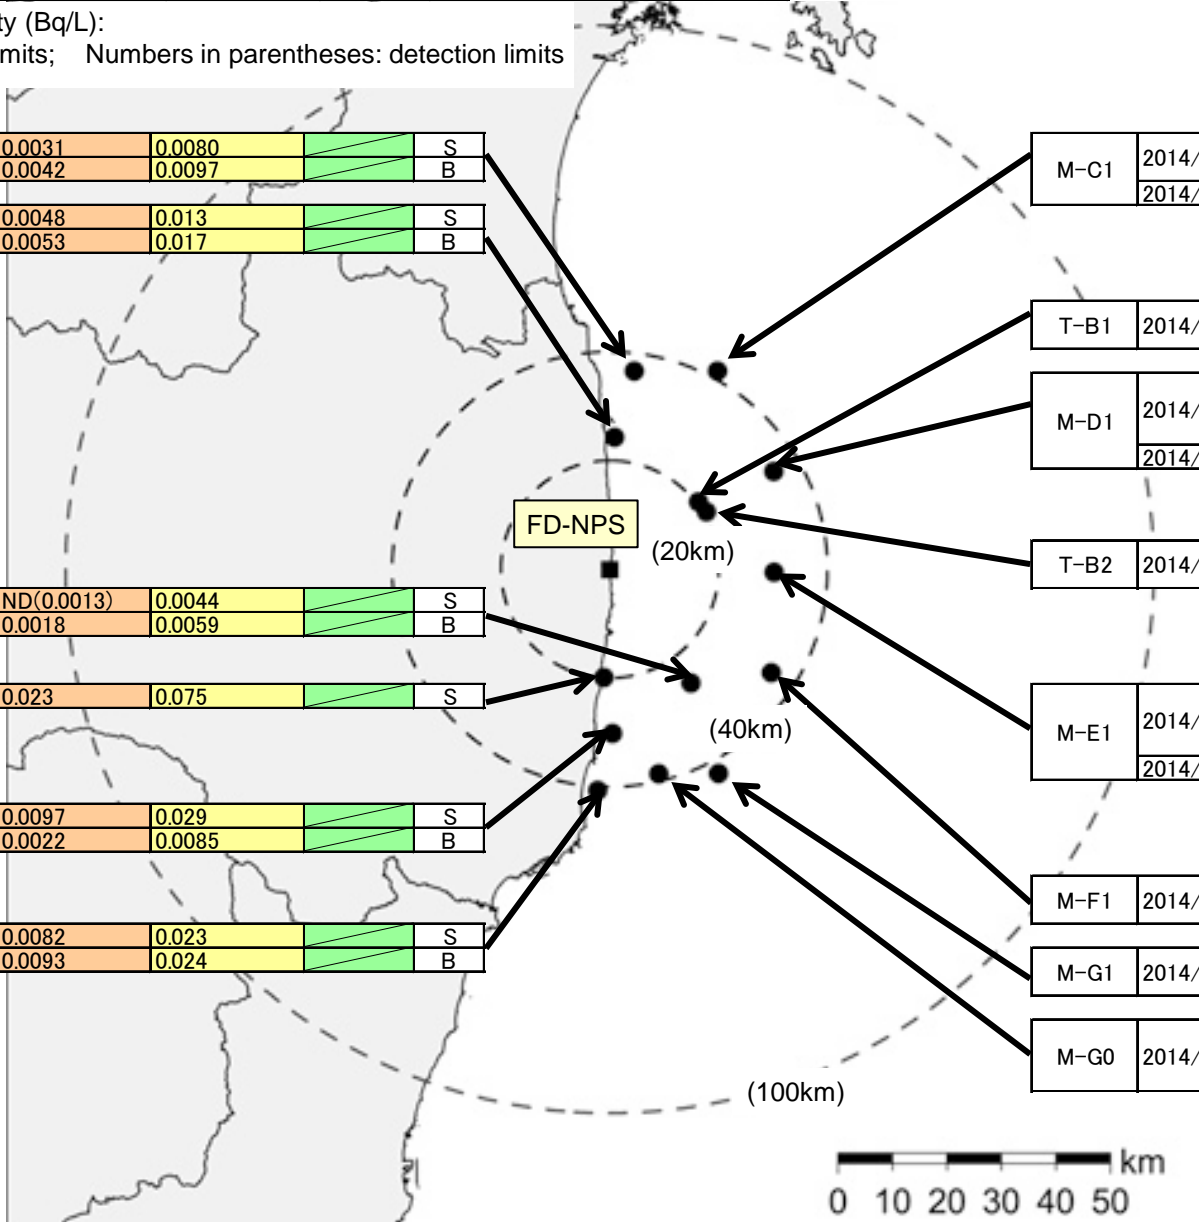 ty (Bq/L):
mits; Numbers in parentheses: detection limits
0.0031 0.0080 S
0.0042 0.0097 B
0.0048 0.013 S
0.0053 0.017 B
M-C1 2014/
2014/
T-B1 2014/
M-D1 2014/
2014/
FD-NPS
(20km)
T-B2 2014/
ND(0.0013) 0.0044 S
0.0018 0.0059 B
0.023 0.075 S
(40km)
M-E1 2014/
2014/
0.0097 0.029 S
0.0022 0.0085 B
M-F1 2014/
0.0082 0.023 S
0.0093 0.024 B
M-G1 2014/
M-G0 2014/
(100km)
km
0 10 20 30 40 50